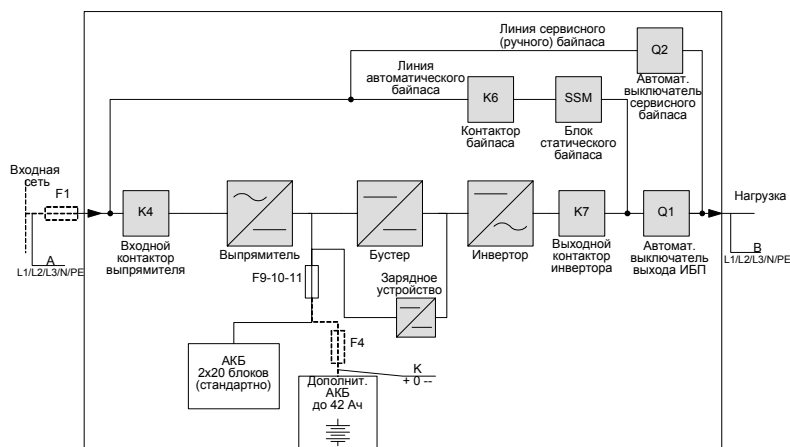 Линия сервисного
(ручного) байпаса
Q2
Автомат.
выключатель
сервисного
байпаса
Линия
автоматического
байпаса
K6
SSM
Контактор
байпаса
Блок
статического
байпаса
Входная
сеть
F1
K4
K7
Q1
Нагрузка
A
L1/L2/L3/N/PE
Входной
контактор
выпрямителя
Выпрямитель
Бустер
Инвертор
Выходной
контактор
инвертора
Автомат.
выключатель
выхода ИБП
B
L1/L2/L3/N/PE
F9-10-11
Зарядное
устройство
F4
АКБ
2х20 блоков
(стандартно)
K
+ 0 --
Дополнит.
АКБ
до 42 Ач